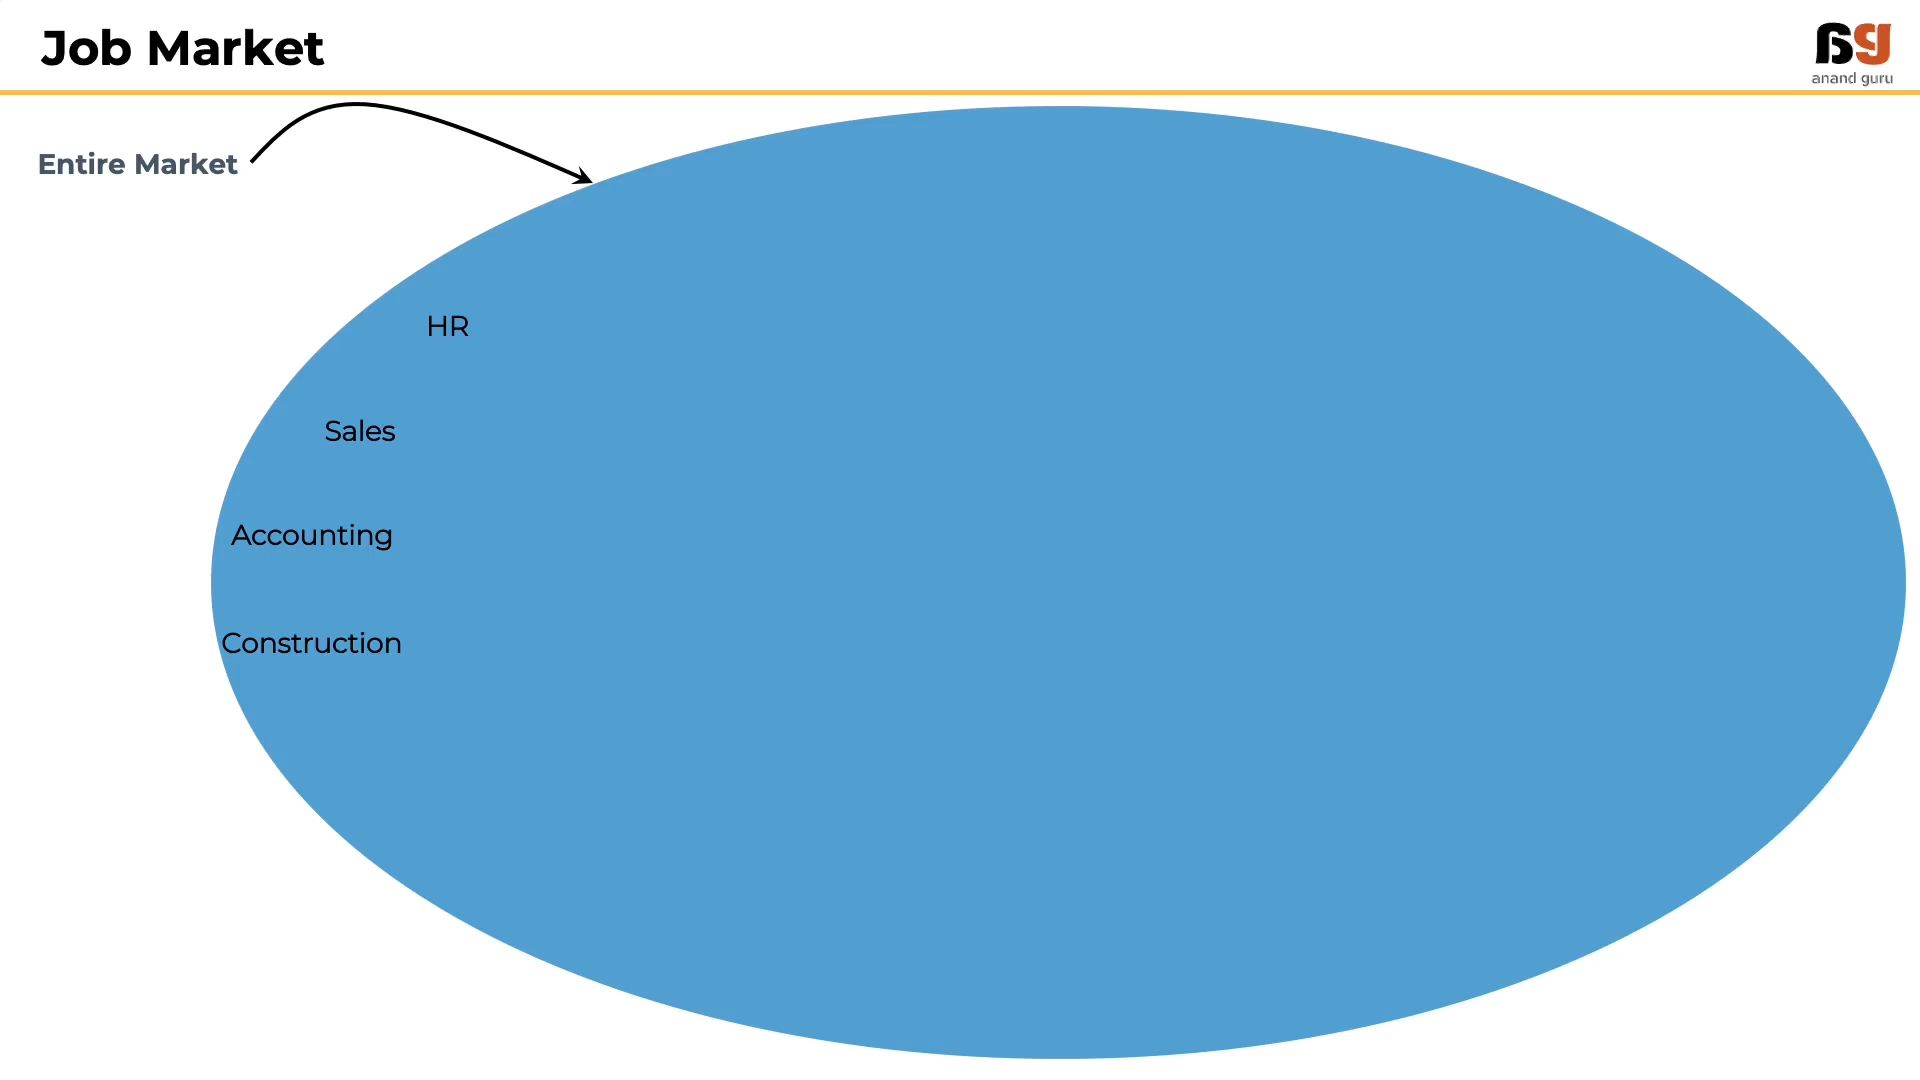 Job Market
anand guru
Entire Market
HR
Sales
Accounting
Construction